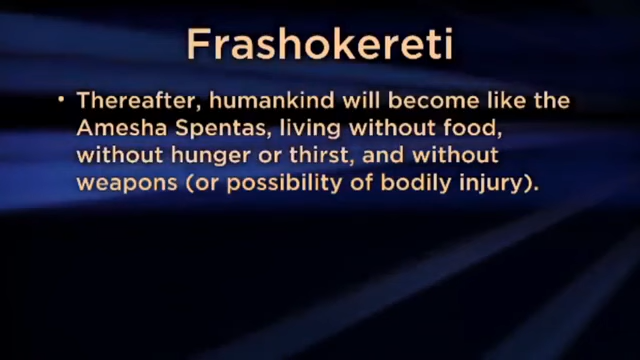 Frashokereti
• Thereafter, humankind will become like the
Amesha Spentas, living without food,
without hunger or thirst, and without
weapons (or possibility of bodily injury).